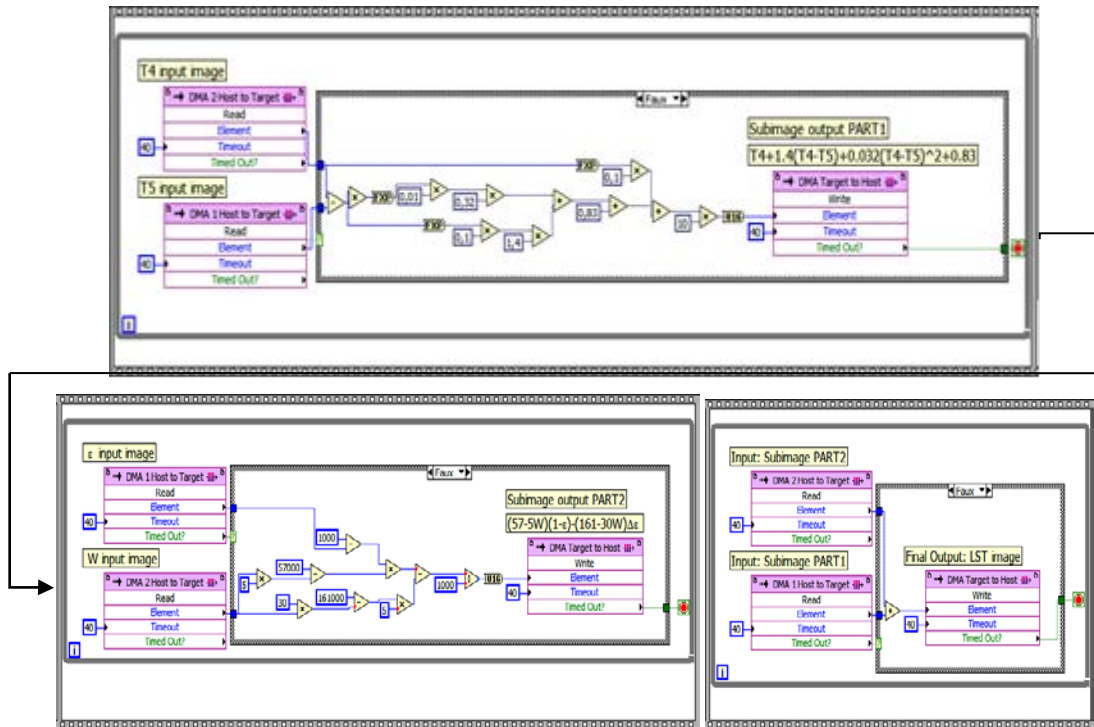 T4 input image
DMA 2 Host to Target
Read
Element
40
Timeout
Timed Out?
T5 input image
DMA 1 Host to Target
Read
Element
40
Timeout
Timed Out?
Faux
FXP
0,1
FXP
0,01
0,32
0,83
FXP
0,1
1,4
10
U16
Subimage output PART1
T4+1.4(T4-T5)+0.032(T4-T5)^2+0.83
DMA Target to Host
Write
Element
40
Timeout
Timed Out?
i
ε input image
DMA 1 Host to Target
Read
Element
40
Timeout
Timed Out?
W input image
DMA 2 Host to Target
Read
Element
40
Timeout
Timed Out?
Faux
1000
57000
5
30
161000
5
1000
U16
Subimage output PART2
(57-5W)(1-ε)-(161-30W)Δε
DMA Target to Host
Write
Element
40
Timeout
Timed Out?
i
Input: Subimage PART2
DMA 2 Host to Target
Read
Element
40
Timeout
Timed Out?
Input: Subimage PART1
DMA 1 Host to Target
Read
Element
40
Timeout
Timed Out?
Faux
Final Output: LST image
DMA Target to Host
Write
Element
40
Timeout
Timed Out?
i